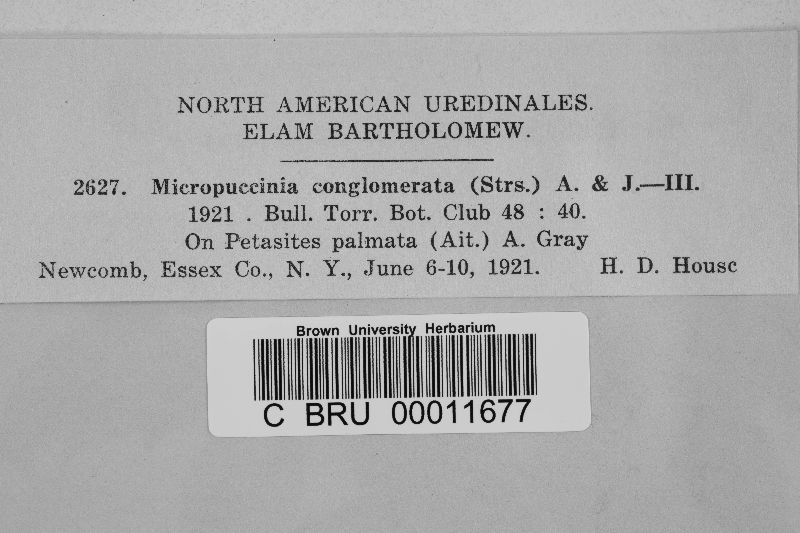 NORTH AMERICAN UREDINALES.
ELAM BARTHOLOMEW.
2627. Micropuccinia conglomerata (Strs.) A. & J.—III.
1921 . Bull. Torr. Bot. Club 48 : 40.
On Petasites palmata (Ait.) A. Gray
Newcomb, Essex Co., N. Y., June 6-10, 1921. H. D. House
Brown University Herbarium
C BRU 00011677